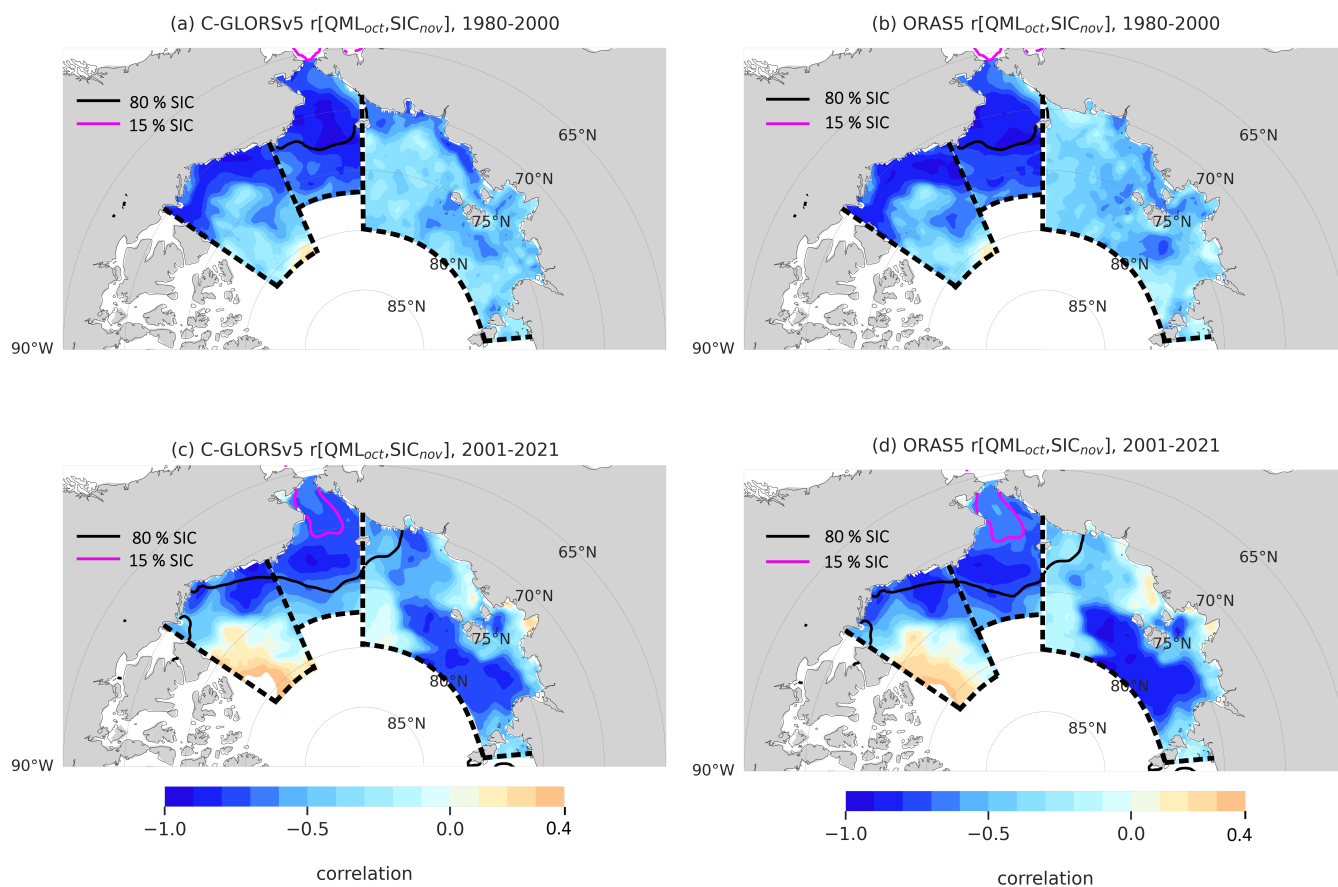 (a) C-GLORSv5 r[QML_oct,SIC_nov], 1980-2000
80 % SIC
15 % SIC
65°N
70°N
75°N
80°N
85°N
90°W
(b) ORAS5 r[QML_oct,SIC_nov], 1980-2000
80 % SIC
15 % SIC
65°N
70°N
75°N
80°N
85°N
90°W
(c) C-GLORSv5 r[QML_oct,SIC_nov], 2001-2021
80 % SIC
15 % SIC
65°N
70°N
75°N
80°N
85°N
90°W
(d) ORAS5 r[QML_oct,SIC_nov], 2001-2021
80 % SIC
15 % SIC
65°N
70°N
75°N
80°N
85°N
90°W
−1.0 −0.5 0.0 0.4
correlation
−1.0 −0.5 0.0 0.4
correlation